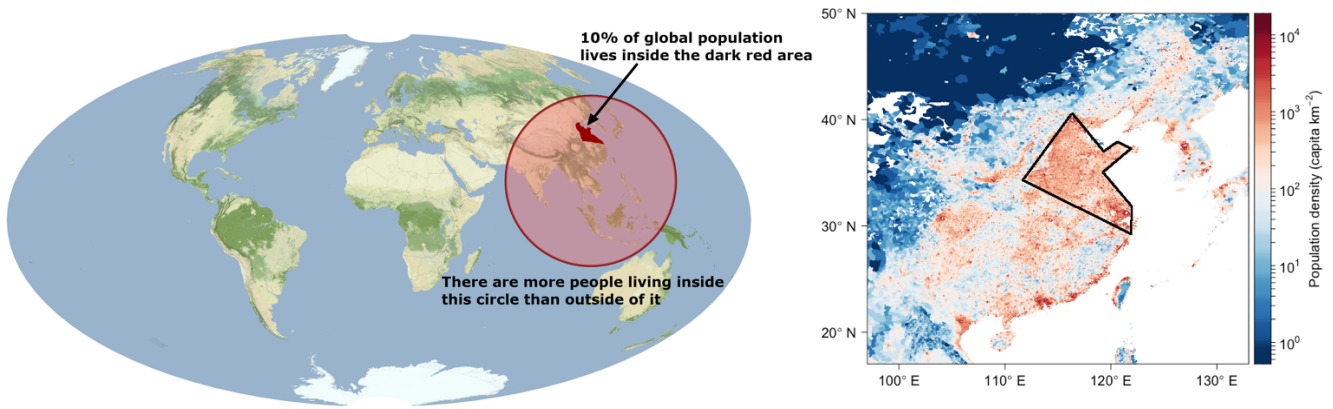 10% of global population
lives inside the dark red area
There are more people living inside
this circle than outside of it
50° N
40° N
30° N
20° N
100° E
110° E
120° E
130° E
10⁴
10³
10²
10¹
10⁰
Population density (capita km⁻²)